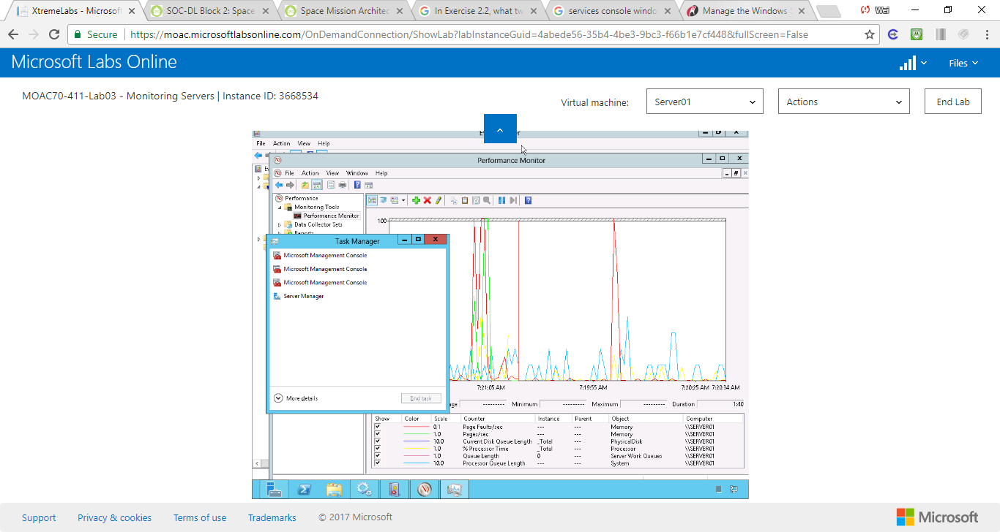 XtremeLabs - Microsoft
SOC-DL Block 2: Space
Space Mission Architec
In Exercise 2.2, what tw
services console windo
Manage the Windows
Wei
Secure
https://moac.microsoftlabsonline.com/OnDemandConnection/ShowLab?labInstanceGuid=4abede56-35b4-4be3-9bc3-f66b1e7cf448&fullScreen=False
Microsoft Labs Online
Files
MOAC70-411-Lab03 - Monitoring Servers | Instance ID: 3668534
Virtual machine:
Server01
Actions
End Lab
File Action View Help
Performance Monitor
File Action View Window Help
Performance
Monitoring Tools
Performance Monitor
Data Collector Sets
Reports
100
Task Manager
Microsoft Management Console
Microsoft Management Console
Microsoft Management Console
Server Manager
More details
End task
7:21:05 AM 7:19:55 AM 7:20:25 AM 7:20:34 AM
age --------- Minimum --------- Maximum --------- Duration 1:40
Show Color Scale Counter Instance Parent Object Computer
0.1 Page Faults/sec --- --- Memory \\SERVER01
1.0 Pages/sec --- --- Memory \\SERVER01
10.0 Current Disk Queue Length _Total --- PhysicalDisk \\SERVER01
1.0 % Processor Time _Total --- Processor \\SERVER01
1.0 Queue Length 0 --- Server Work Queues \\SERVER01
10.0 Processor Queue Length --- --- System \\SERVER01
Support
Privacy & cookies
Terms of use
Trademarks
© 2017 Microsoft
Microsoft